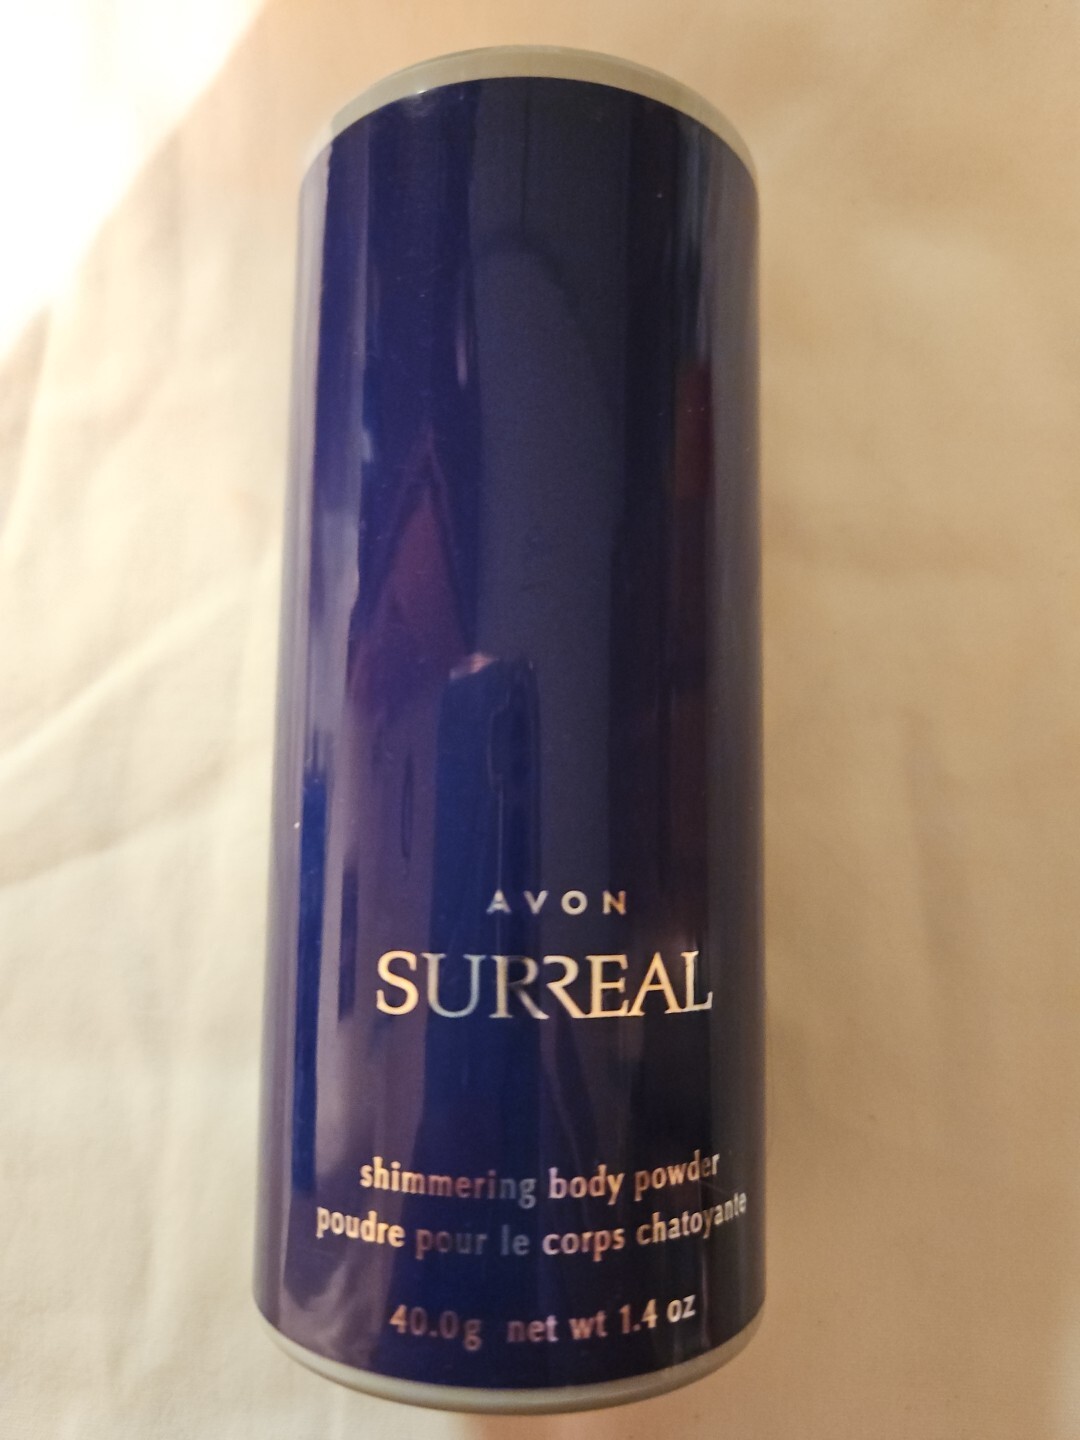 AVON
SURREAL
shimmering body powder
poudre pour le corps chatoyante
40.0g net wt 1.4 oz